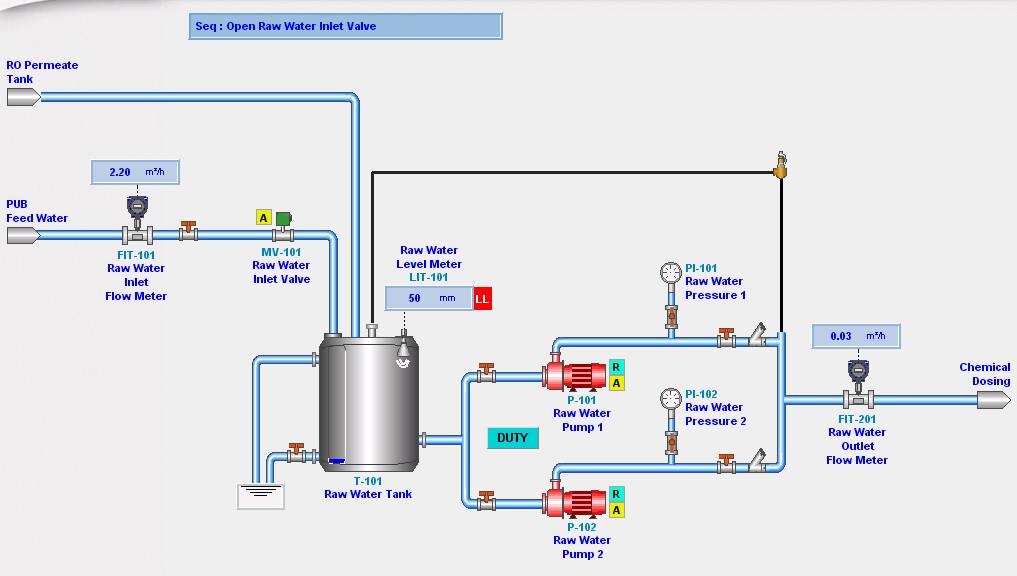 Seq : Open Raw Water Inlet Valve
RO Permeate
Tank
2.20 m³/h
PUB
Feed Water
A
FIT-101
Raw Water
Inlet
Flow Meter
MV-101
Raw Water
Inlet Valve
Raw Water
Level Meter
LIT-101
50 mm
LL
PI-101
Raw Water
Pressure 1
0.03 m³/h
R
A
P-101
Raw Water
Pump 1
Chemical
Dosing
PI-102
Raw Water
Pressure 2
FIT-201
Raw Water
Outlet
Flow Meter
DUTY
T-101
Raw Water Tank
R
A
P-102
Raw Water
Pump 2